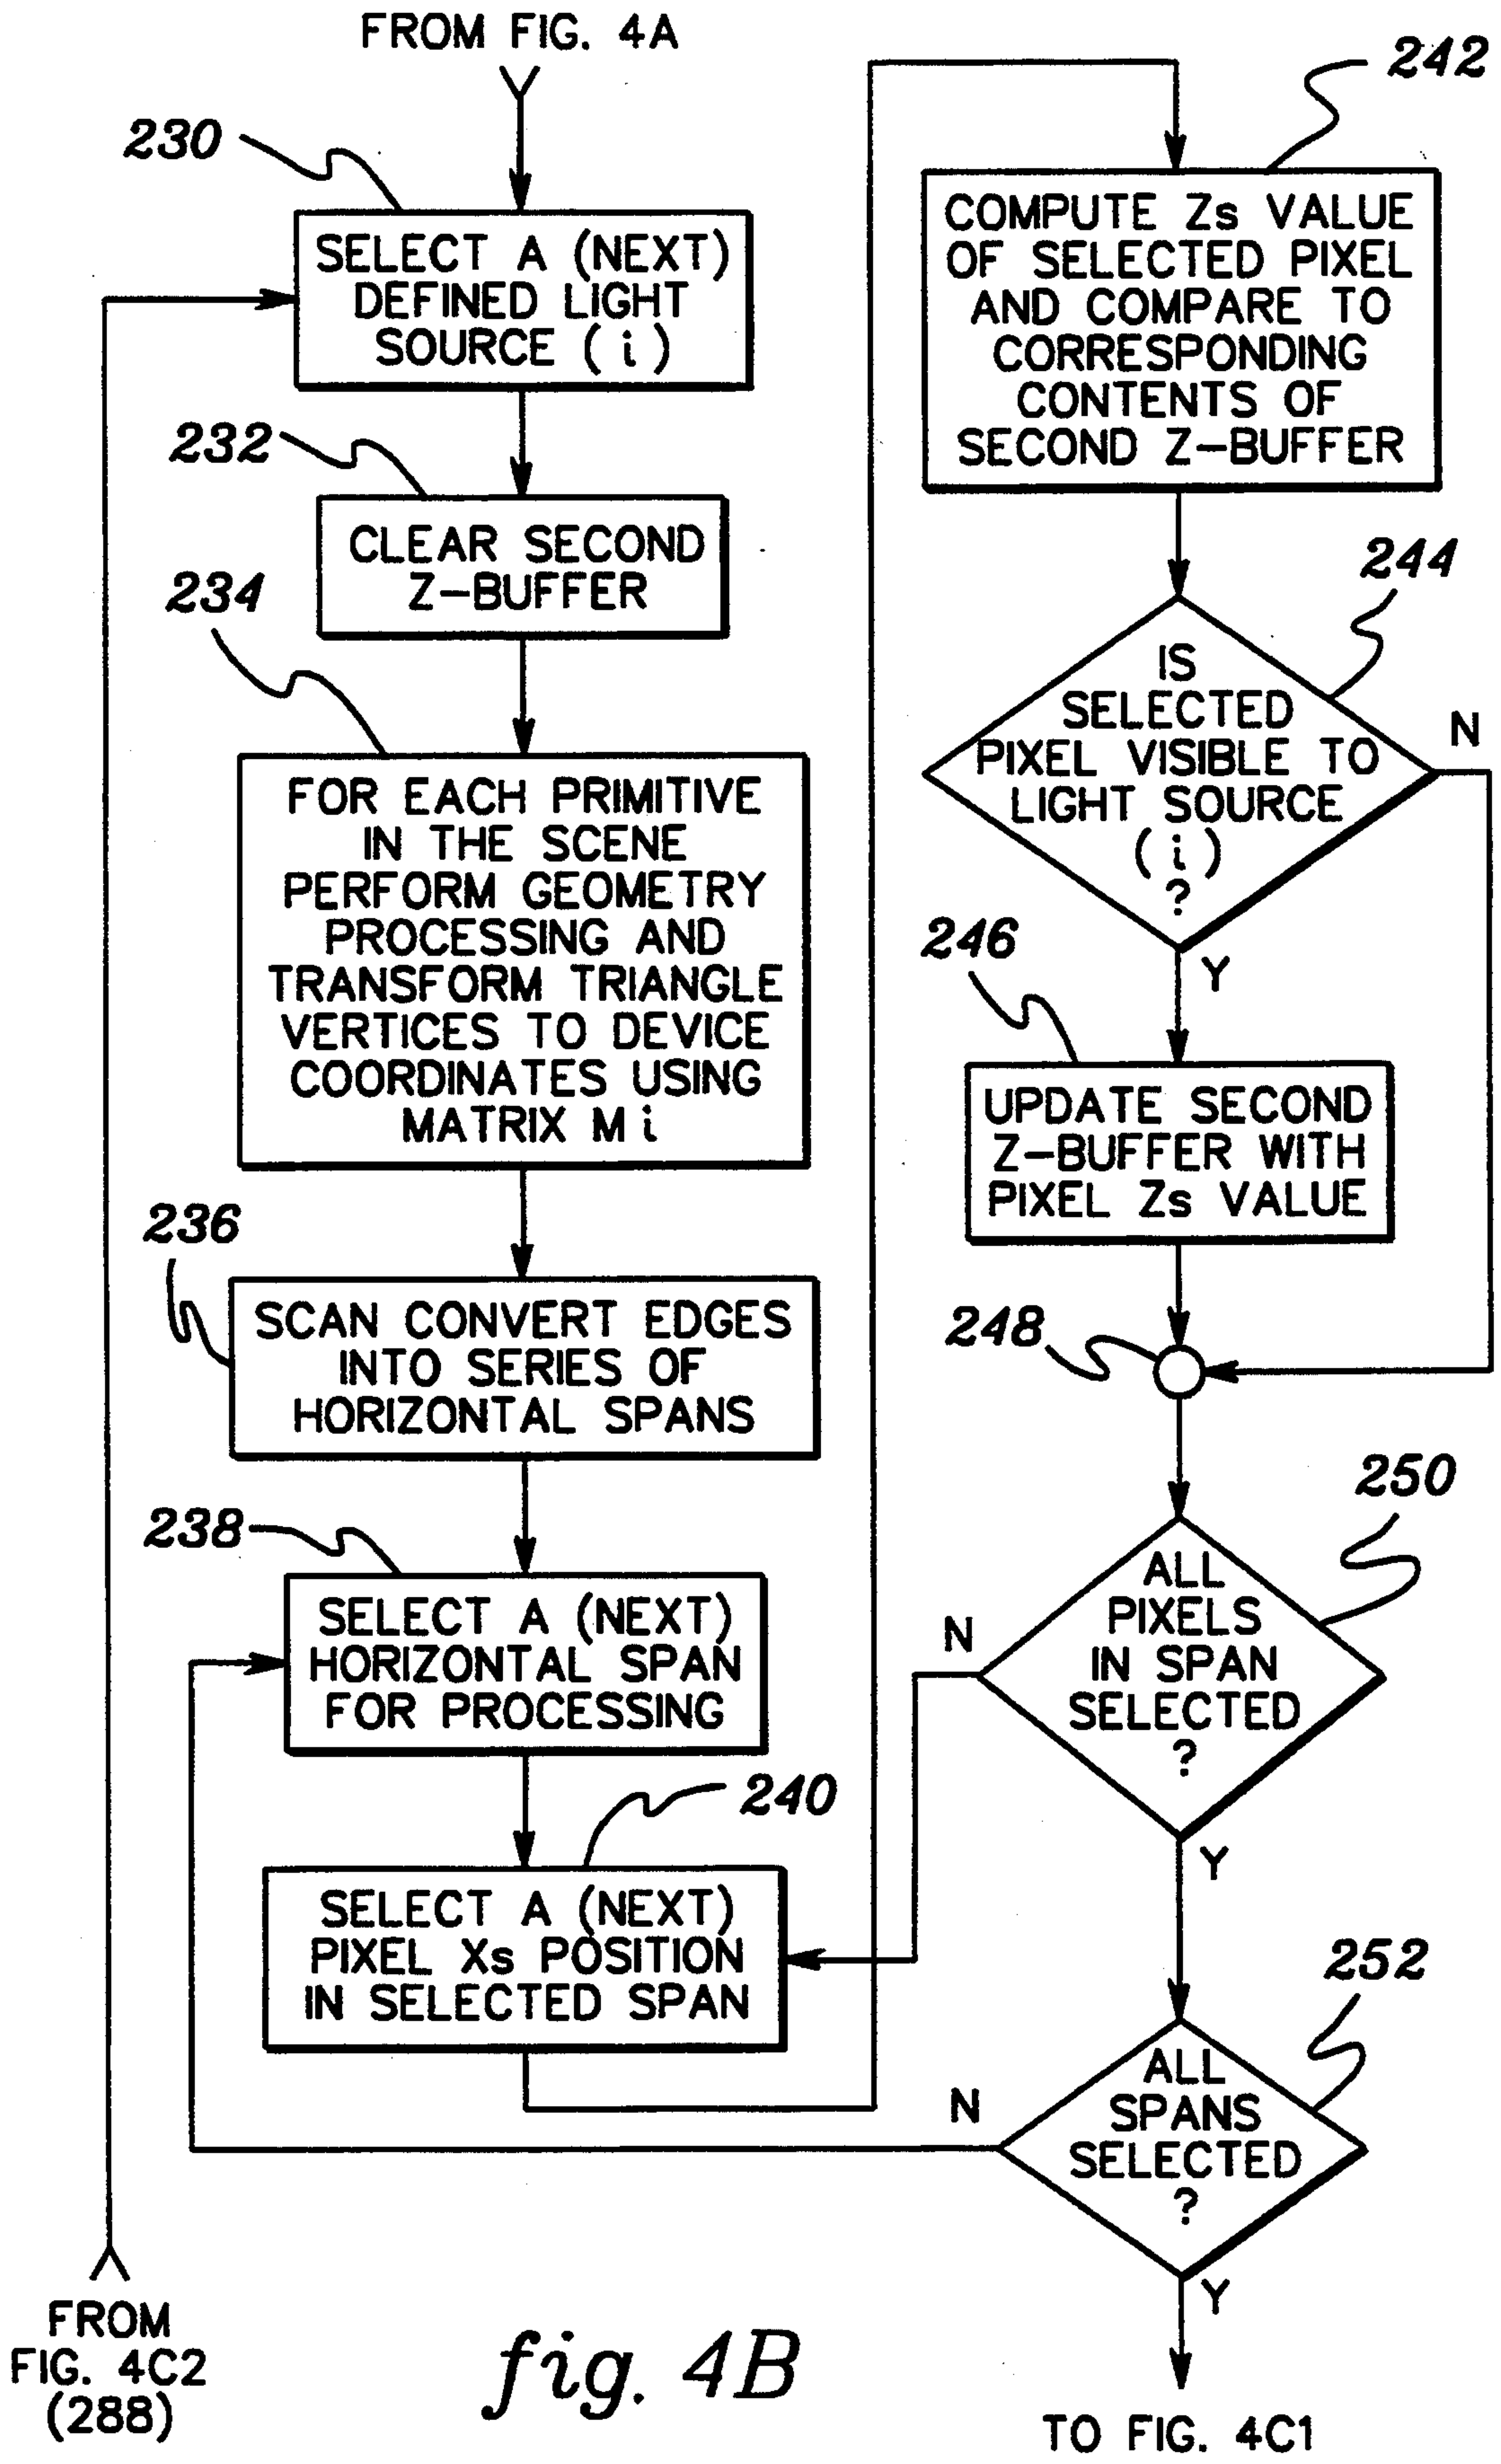 FROM FIG. 4A
230
SELECT A (NEXT)
DEFINED LIGHT
SOURCE (i)
232
CLEAR SECOND
Z-BUFFER
234
FOR EACH PRIMITIVE
IN THE SCENE
PERFORM GEOMETRY
PROCESSING AND
TRANSFORM TRIANGLE
VERTICES TO DEVICE
COORDINATES USING
MATRIX Mi
236
SCAN CONVERT EDGES
INTO SERIES OF
HORIZONTAL SPANS
238
SELECT A (NEXT)
HORIZONTAL SPAN
FOR PROCESSING
240
SELECT A (NEXT)
PIXEL Xs POSITION
IN SELECTED SPAN
242
COMPUTE Zs VALUE
OF SELECTED PIXEL
AND COMPARE TO
CORRESPONDING
CONTENTS OF
SECOND Z-BUFFER
244
IS
SELECTED
PIXEL VISIBLE TO
LIGHT SOURCE
(i)
?
N
Y
246
UPDATE SECOND
Z-BUFFER WITH
PIXEL Zs VALUE
248
250
ALL
PIXELS
IN SPAN
SELECTED
?
N
Y
252
ALL
SPANS
SELECTED
?
N
Y
TO FIG. 4C1
FROM
FIG. 4C2
(288)
fig. 4B